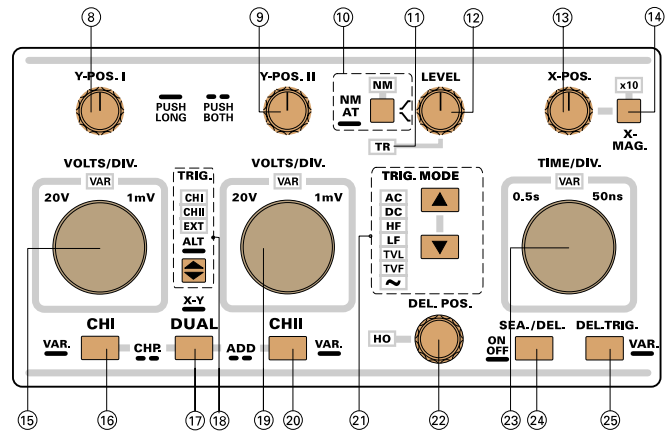 8 9 10 11 12 13 14
Y-POS. I Y-POS. II NM LEVEL X-POS. x10
PUSH LONG PUSH BOTH
NM AT
TR
X-MAG.
VOLTS/DIV. TRIG. VOLTS/DIV. TRIG. MODE TIME/DIV.
VAR VAR VAR
20V 1mV 20V 1mV 0.5s 50ns
CHI
CHII
EXT
ALT
AC
DC
HF
LF
TVL
TVF
~
X-Y
DEL. POS.
HO
CHI DUAL CHII
VAR. CHP. ADD VAR.
SEA./DEL. DEL.TRIG.
ON OFF VAR.
15 16 17 18 19 20 21 22 23 24 25